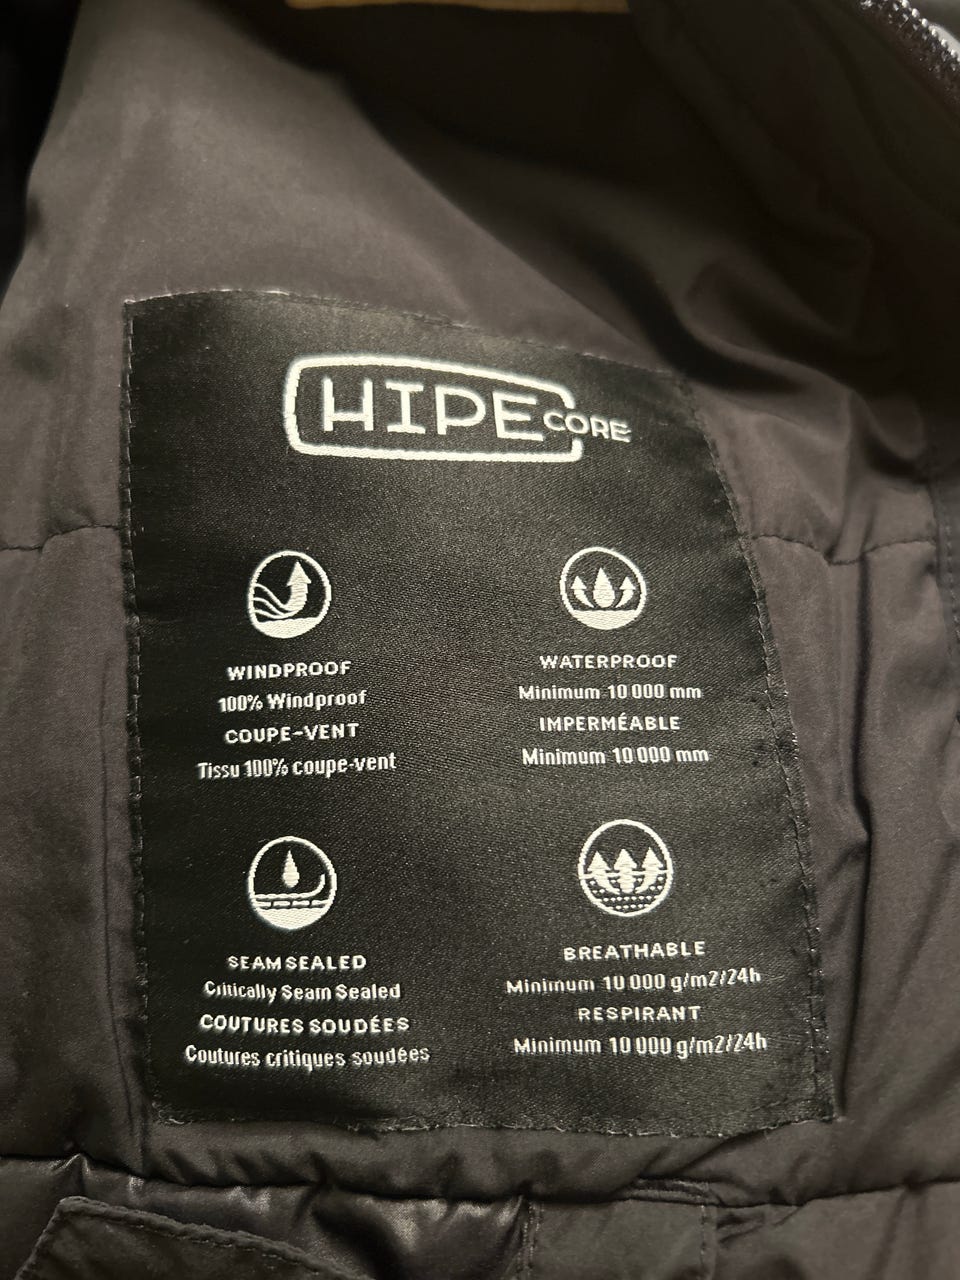 HIPE CORE
WINDPROOF
100% Windproof
COUPE-VENT
Tissu 100% coupe-vent
WATERPROOF
Minimum 10 000 mm
IMPERMÉABLE
Minimum 10 000 mm
SEAM SEALED
Critically Seam Sealed
COUTURES SOUDÉES
Coutures critiques soudées
BREATHABLE
Minimum 10 000 g/m2/24h
RESPIRANT
Minimum 10 000 g/m2/24h